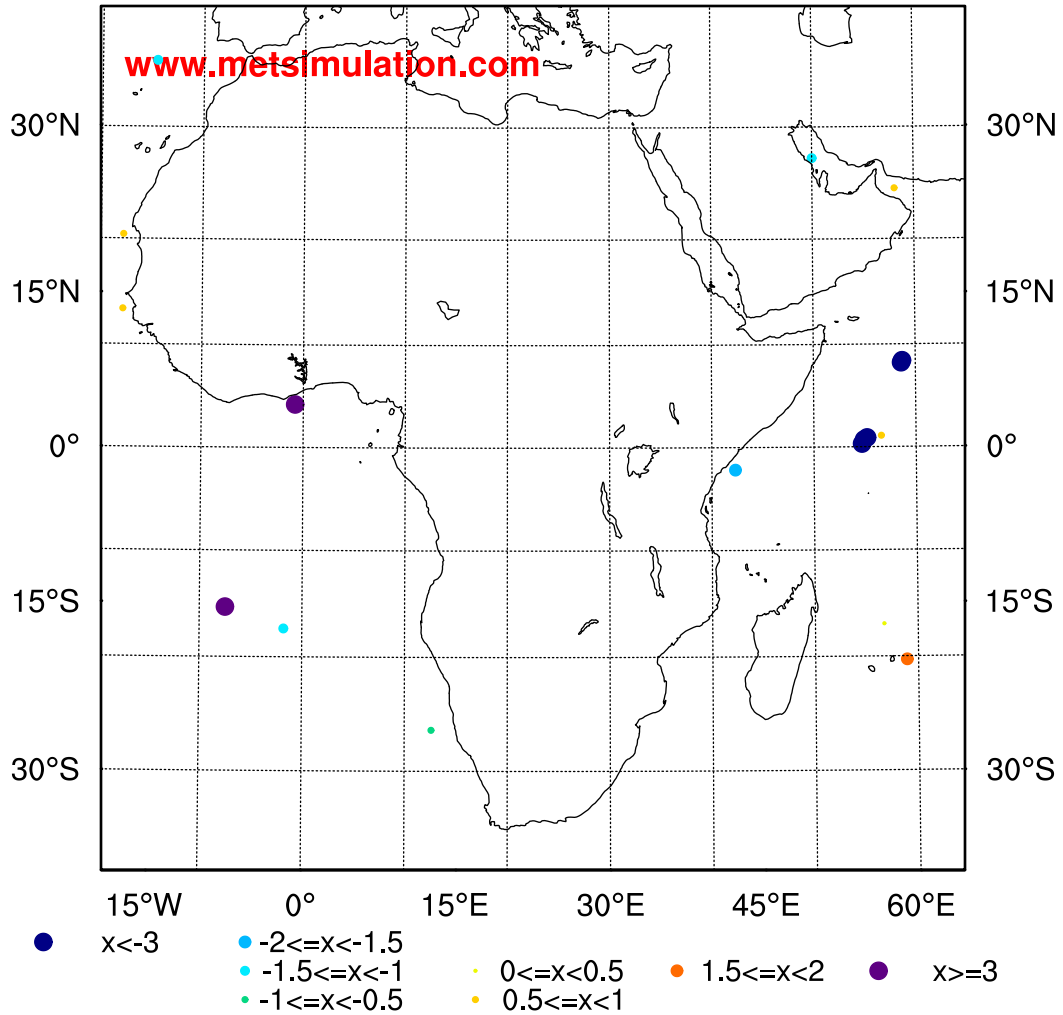 www.metsimulation.com
30°N 30°N
15°N 15°N
0° 0°
15°S 15°S
30°S 30°S
15°W 0° 15°E 30°E 45°E 60°E
x<-3 -2<=x<-1.5
-1.5<=x<-1 0<=x<0.5 1.5<=x<2 x>=3
-1<=x<-0.5 0.5<=x<1